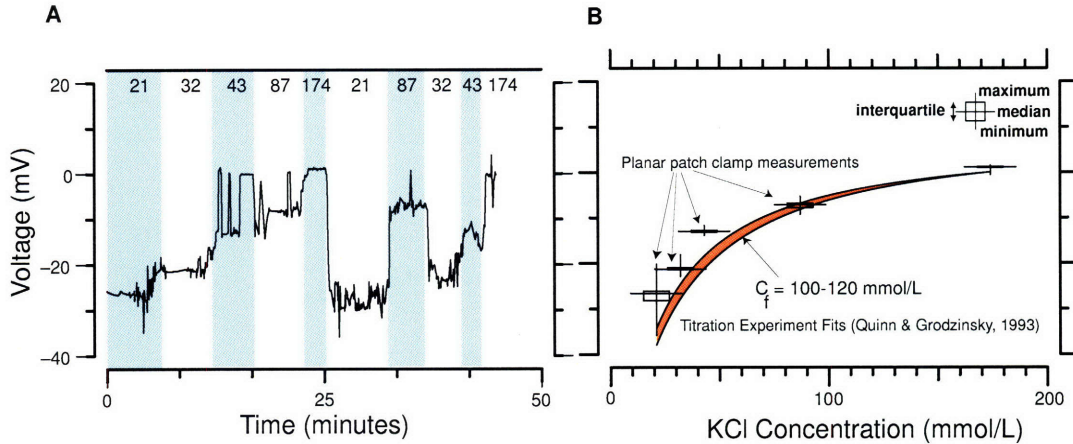 A
21 32 43 87 174 21 87 32 43 174
20
0
−20
−40
Voltage (mV)
0 25 50
Time (minutes)
B
maximum
interquartile median
minimum
Planar patch clamp measurements
C_f = 100-120 mmol/L
Titration Experiment Fits (Quinn & Grodzinsky, 1993)
0 100 200
KCl Concentration (mmol/L)